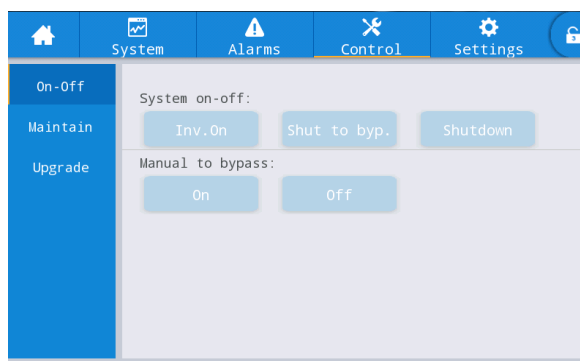 System
Alarms
Control
Settings
On-Off
Maintain
Upgrade
System on-off:
Inv.On
Shut to byp.
Shutdown
Manual to bypass:
On
Off